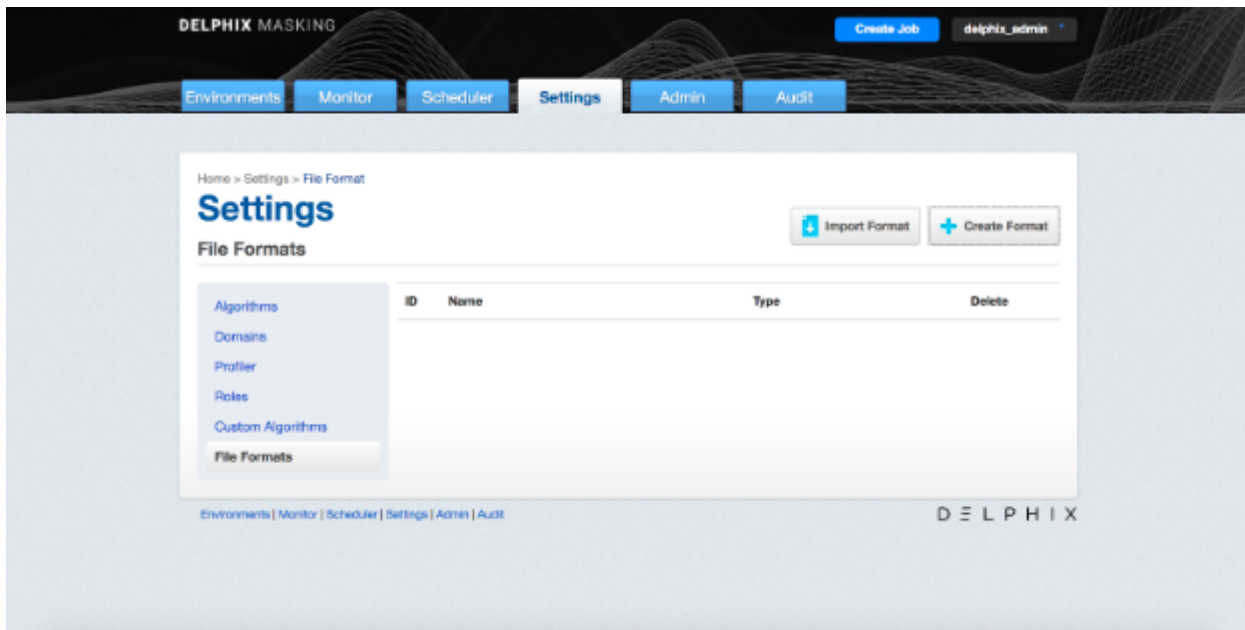 DELPHIX MASKING
Create Job
delphix_admin
Environments Monitor Scheduler Settings Admin Audit
Home > Settings > File Format
Settings
Import Format
Create Format
File Formats
Algorithms
Domains
Profiler
Roles
Custom Algorithms
File Formats
ID Name Type Delete
Environments | Monitor | Scheduler | Settings | Admin | Audit
DELPHIX